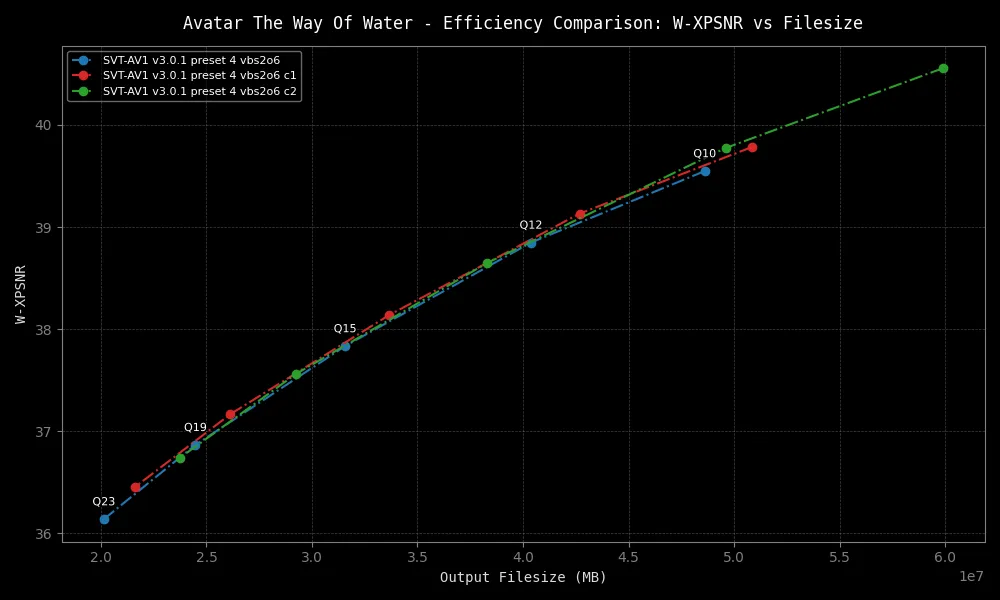 Avatar The Way Of Water - Efficiency Comparison: W-XPSNR vs Filesize
SVT-AV1 v3.0.1 preset 4 vbs2o6
SVT-AV1 v3.0.1 preset 4 vbs2o6 c1
SVT-AV1 v3.0.1 preset 4 vbs2o6 c2
40
39
38
37
36
W-XPSNR
Q10
Q12
Q15
Q19
Q23
2.0 2.5 3.0 3.5 4.0 4.5 5.0 5.5 6.0
1e7
Output Filesize (MB)